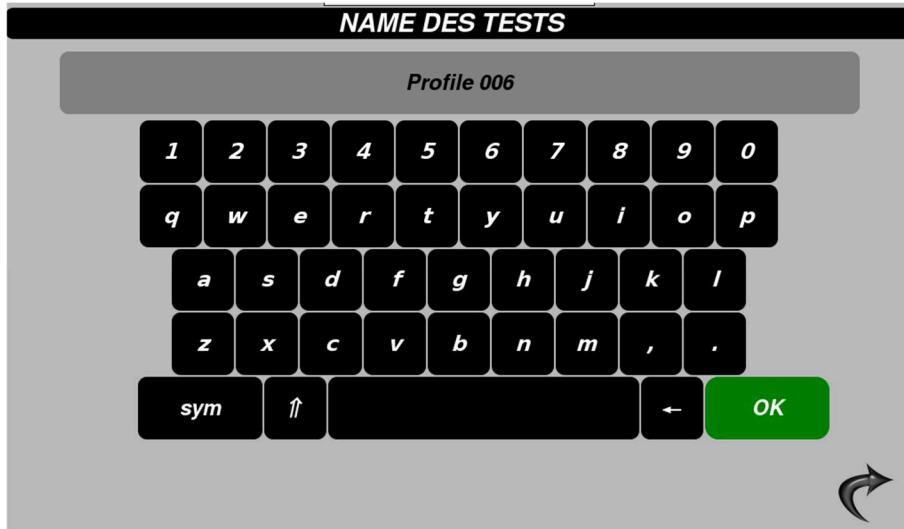 NAME DES TESTS
Profile 006
1 2 3 4 5 6 7 8 9 0
q w e r t y u i o p
a s d f g h j k l
z x c v b n m , .
sym ⇑ ← OK